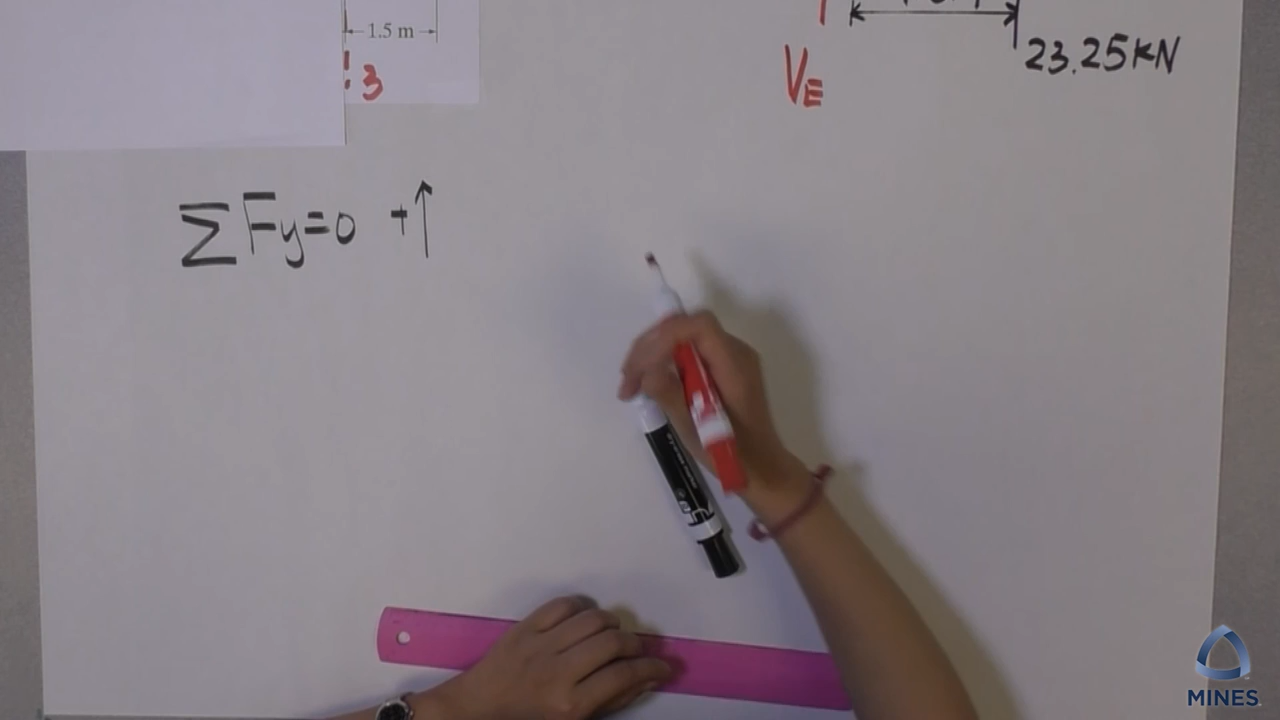 1.5 m
3
V_E
23.25KN
ΣFy=0 +↑
MINES